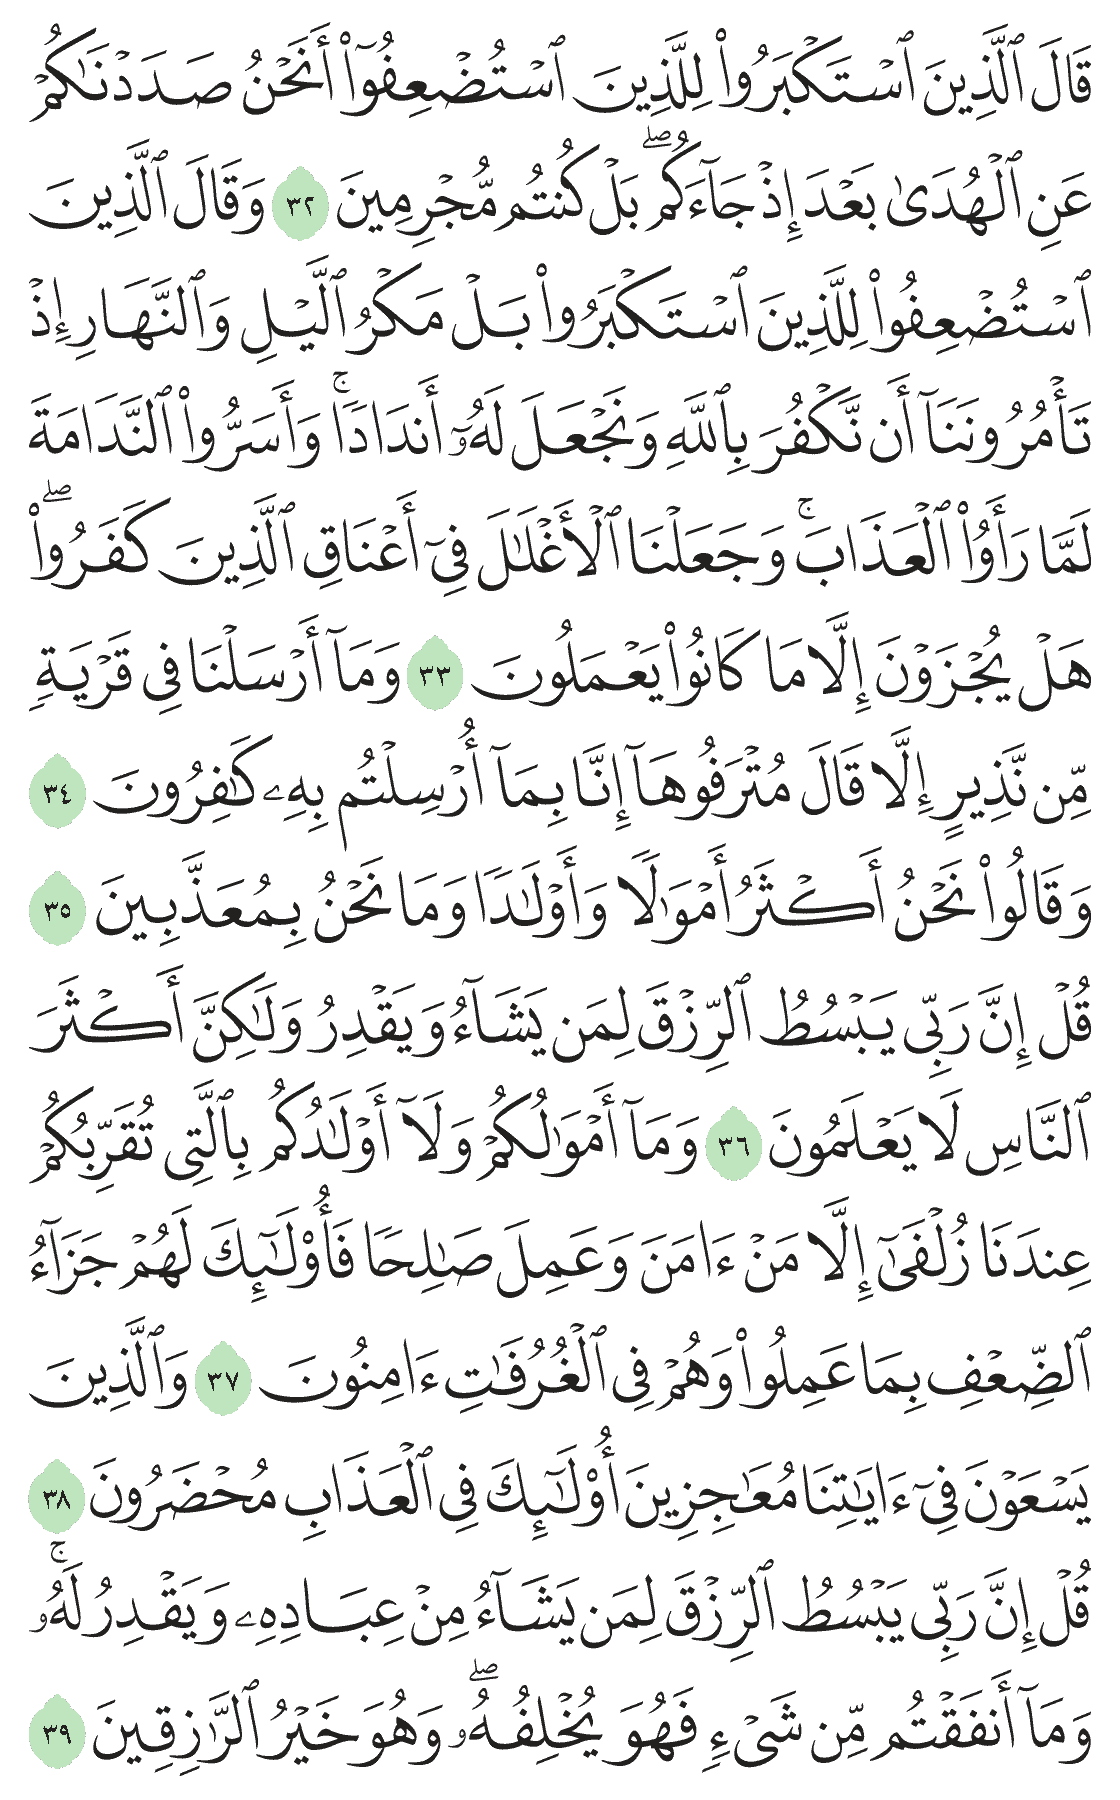 قَالَ ٱلَّذِينَ ٱسْتَكْبَرُوا۟ لِلَّذِينَ ٱسْتُضْعِفُوٓا۟ أَنَحْنُ صَدَدْنَـٰكُمْ
عَنِ ٱلْهُدَىٰ بَعْدَ إِذْ جَآءَكُم ۖ بَلْ كُنتُم مُّجْرِمِينَ ٣٢ وَقَالَ ٱلَّذِينَ
ٱسْتُضْعِفُوا۟ لِلَّذِينَ ٱسْتَكْبَرُوا۟ بَلْ مَكْرُ ٱلَّيْلِ وَٱلنَّهَارِ إِذْ
تَأْمُرُونَنَآ أَن نَّكْفُرَ بِٱللَّهِ وَنَجْعَلَ لَهُۥٓ أَندَادًا ۚ وَأَسَرُّوا۟ ٱلنَّدَامَةَ
لَمَّا رَأَوُا۟ ٱلْعَذَابَ ۚ وَجَعَلْنَا ٱلْأَغْلَـٰلَ فِىٓ أَعْنَاقِ ٱلَّذِينَ كَفَرُوا۟ ۖ
هَلْ يُجْزَوْنَ إِلَّا مَا كَانُوا۟ يَعْمَلُونَ ٣٣ وَمَآ أَرْسَلْنَا فِى قَرْيَةٍ
مِّن نَّذِيرٍ إِلَّا قَالَ مُتْرَفُوهَآ إِنَّا بِمَآ أُرْسِلْتُم بِهِۦ كَـٰفِرُونَ ٣٤
وَقَالُوا۟ نَحْنُ أَكْثَرُ أَمْوَٰلًا وَأَوْلَـٰدًا وَمَا نَحْنُ بِمُعَذَّبِينَ ٣٥
قُلْ إِنَّ رَبِّى يَبْسُطُ ٱلرِّزْقَ لِمَن يَشَآءُ وَيَقْدِرُ وَلَـٰكِنَّ أَكْثَرَ
ٱلنَّاسِ لَا يَعْلَمُونَ ٣٦ وَمَآ أَمْوَٰلُكُمْ وَلَآ أَوْلَـٰدُكُم بِٱلَّتِى تُقَرِّبُكُمْ
عِندَنَا زُلْفَىٰٓ إِلَّا مَنْ ءَامَنَ وَعَمِلَ صَـٰلِحًا فَأُو۟لَـٰٓئِكَ لَهُمْ جَزَآءُ
ٱلضِّعْفِ بِمَا عَمِلُوا۟ وَهُمْ فِى ٱلْغُرُفَـٰتِ ءَامِنُونَ ٣٧ وَٱلَّذِينَ
يَسْعَوْنَ فِىٓ ءَايَـٰتِنَا مُعَـٰجِزِينَ أُو۟لَـٰٓئِكَ فِى ٱلْعَذَابِ مُحْضَرُونَ ٣٨
قُلْ إِنَّ رَبِّى يَبْسُطُ ٱلرِّزْقَ لِمَن يَشَآءُ مِنْ عِبَادِهِۦ وَيَقْدِرُ لَهُۥ ۚ
وَمَآ أَنفَقْتُم مِّن شَىْءٍ فَهُوَ يُخْلِفُهُۥ ۖ وَهُوَ خَيْرُ ٱلرَّٰزِقِينَ ٣٩